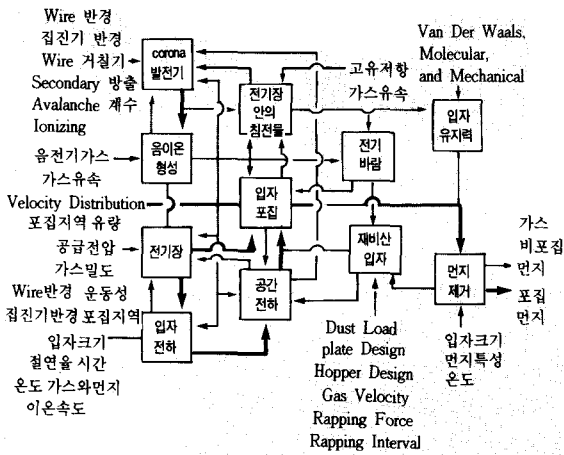 Wire 반경
집진기 반경
Wire 거칠기
Secondary 방출
Avalanche 재수
Ionizing
corona
발전기
전기장
안의
침전물
고유저항
가스유속
Van Der Waals,
Molecular,
and Mechanical
입자
유지력
음이온
형성
음전기가스
가스유속
전기
바람
Velocity Distribution
포집지역 유량
입자
포집
공급전압
가스밀도
전기장
공간
전하
재비산
입자
먼지
제거
가스
비포집
먼지
포집
먼지
Wire반경 운동성
집진기반경 포집지역
입자크기
절연율 시간
온도 가스와먼지
이온속도
입자
전하
Dust Load
plate Design
Hopper Design
Gas Velocity
Rapping Force
Rapping Interval
입자크기
먼지특성
온도